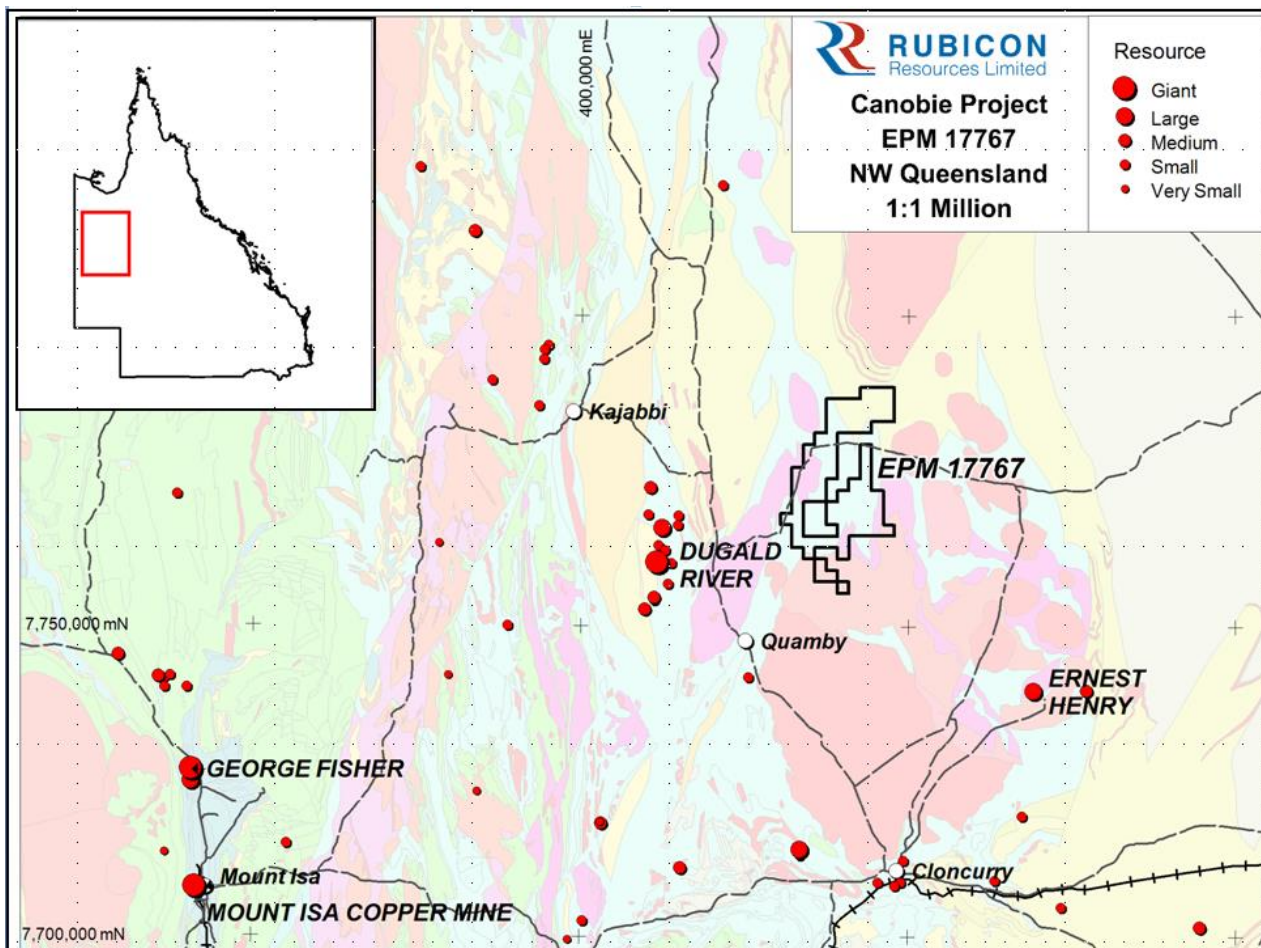 RUBICON
Resources Limited
Canobie Project
EPM 17767
NW Queensland
1:1 Million
Resource
Giant
Large
Medium
Small
Very Small
400,000 mE
Kajabbi
EPM 17767
DUGALD
RIVER
7,750,000 mN
Quamby
ERNEST
HENRY
GEORGE FISHER
Mount Isa
Cloncurry
MOUNT ISA COPPER MINE
7,700,000 mN